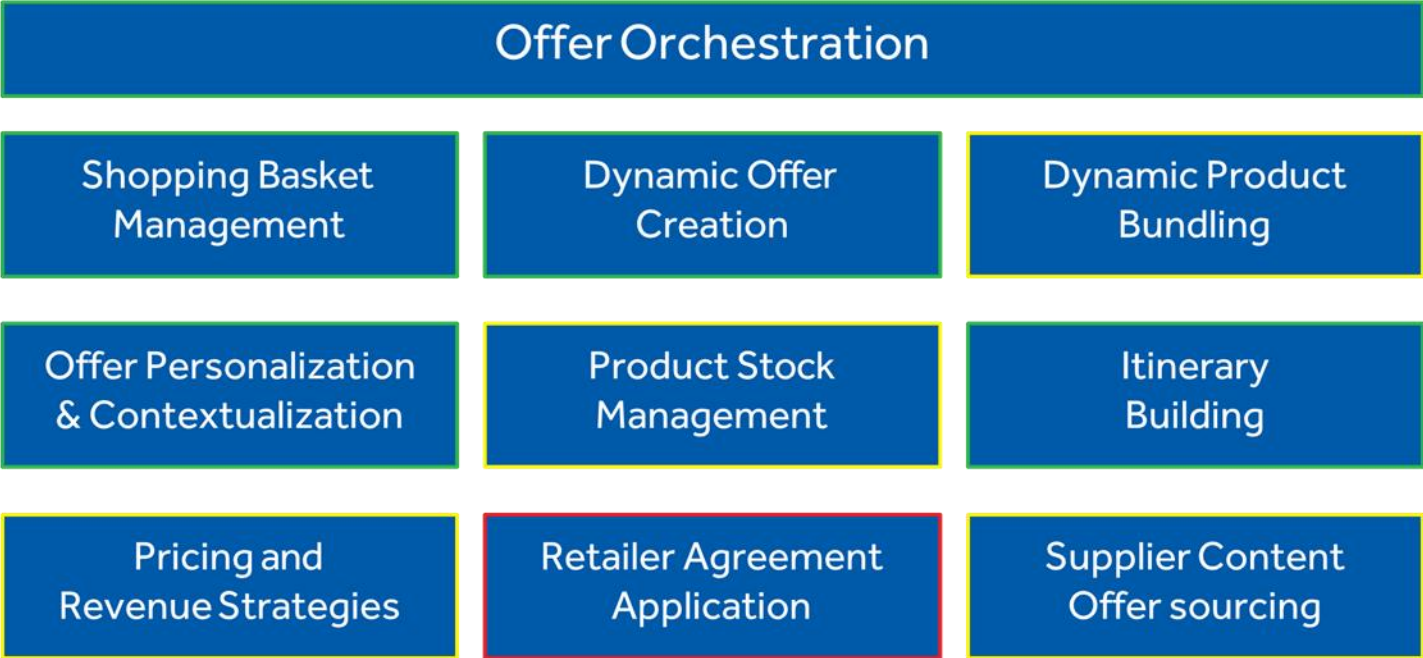 Offer Orchestration
Shopping Basket
Management
Dynamic Offer
Creation
Dynamic Product
Bundling
Offer Personalization
& Contextualization
Product Stock
Management
Itinerary
Building
Pricing and
Revenue Strategies
Retailer Agreement
Application
Supplier Content
Offer sourcing